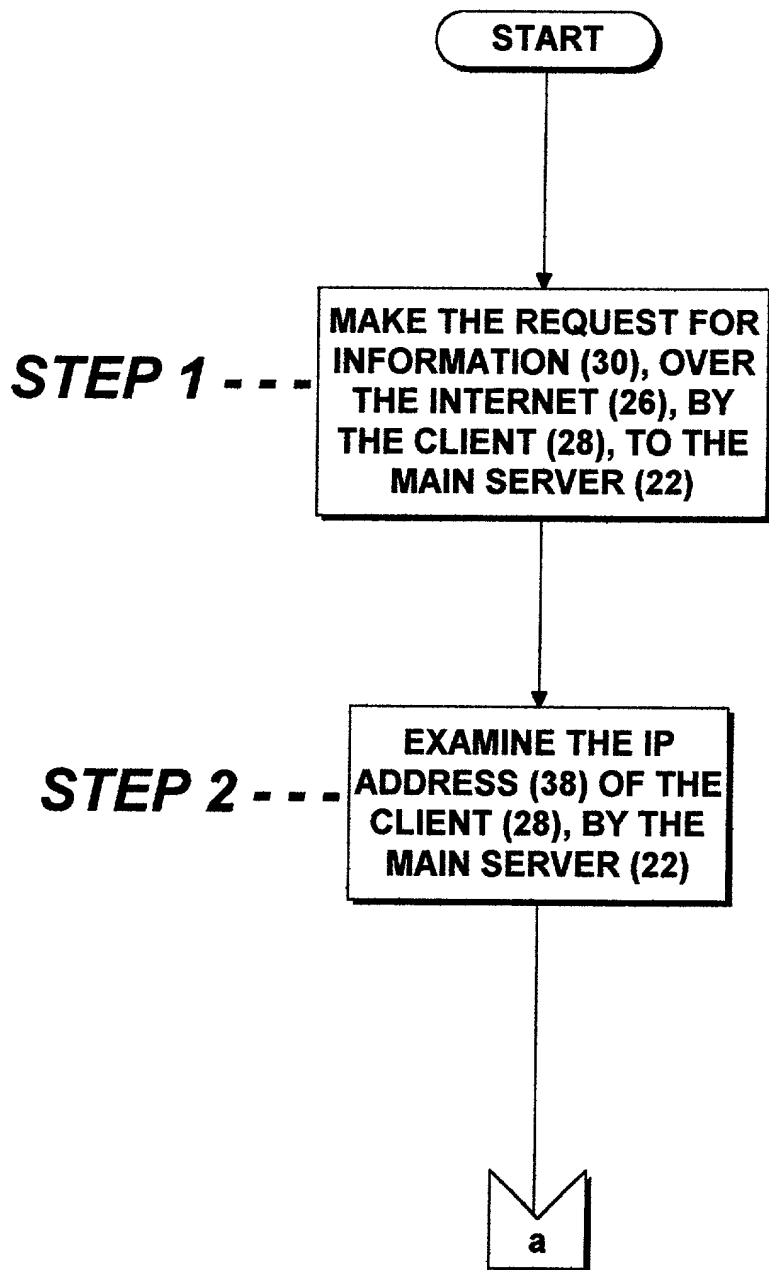 START
MAKE THE REQUEST FOR
INFORMATION (30), OVER
THE INTERNET (26), BY
THE CLIENT (28), TO THE
MAIN SERVER (22)
STEP 1 - - -
EXAMINE THE IP
ADDRESS (38) OF THE
CLIENT (28), BY THE
MAIN SERVER (22)
STEP 2 - - -
a